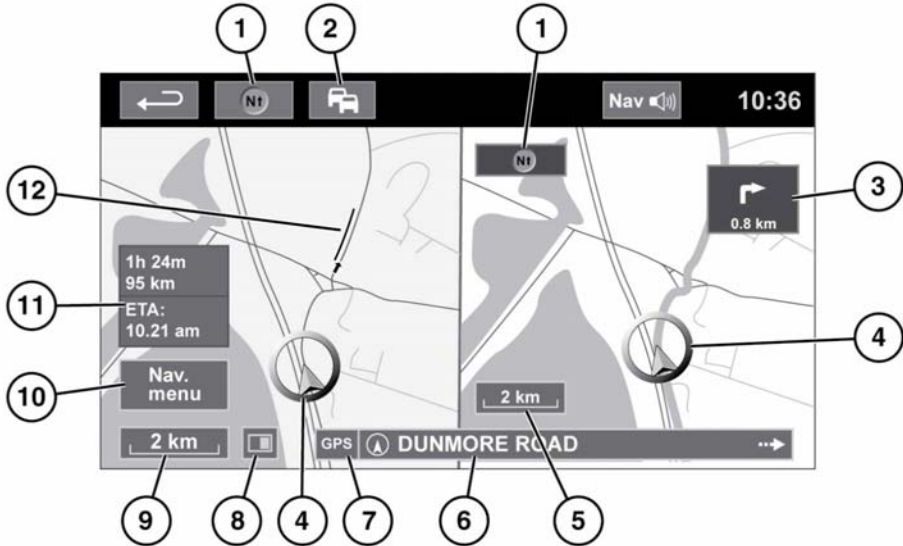 1
2
1
Nt
Nav
10:36
Nt
3
0.8 km
12
1h 24m
95 km
11
ETA:
10.21 am
4
10
Nav.
menu
2 km
2 km
GPS
DUNMORE ROAD
9
8
4
7
6
5